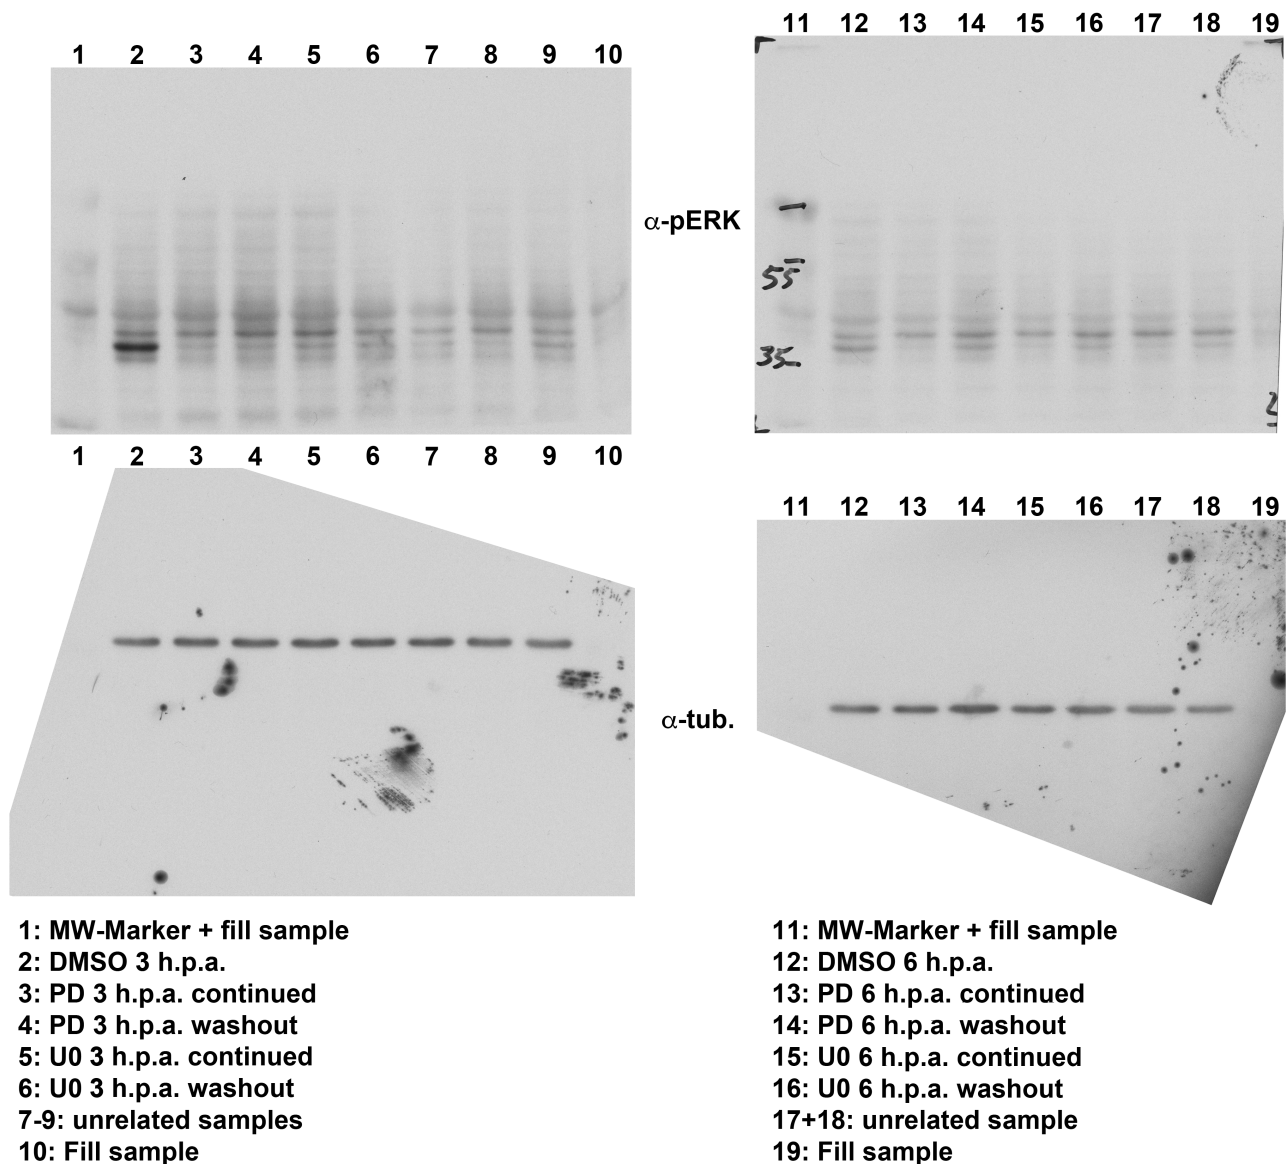 1 2 3 4 5 6 7 8 9 10
11 12 13 14 15 16 17 18 19
α-pERK
55
35
1 2 3 4 5 6 7 8 9 10
11 12 13 14 15 16 17 18 19
α-tub.
1: MW-Marker + fill sample
2: DMSO 3 h.p.a.
3: PD 3 h.p.a. continued
4: PD 3 h.p.a. washout
5: U0 3 h.p.a. continued
6: U0 3 h.p.a. washout
7-9: unrelated samples
10: Fill sample
11: MW-Marker + fill sample
12: DMSO 6 h.p.a.
13: PD 6 h.p.a. continued
14: PD 6 h.p.a. washout
15: U0 6 h.p.a. continued
16: U0 6 h.p.a. washout
17+18: unrelated sample
19: Fill sample